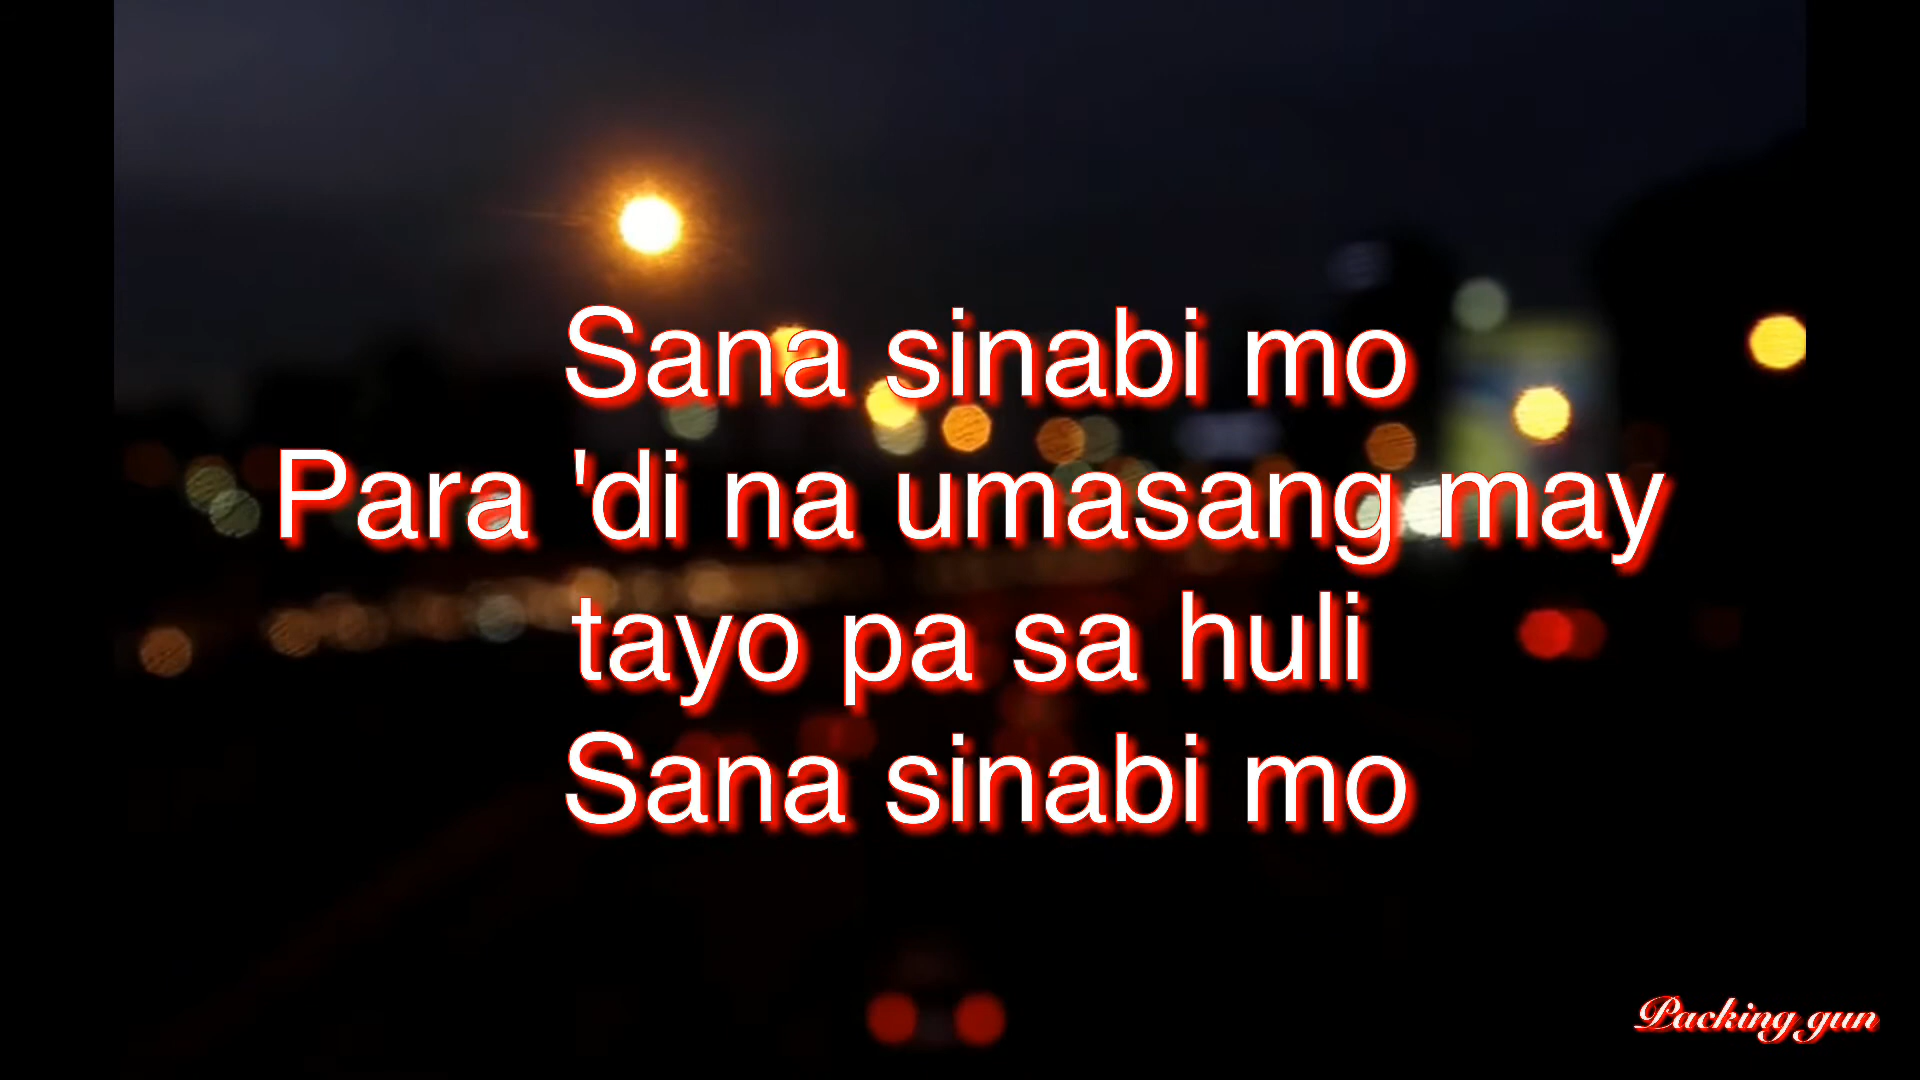 Sana sinabi mo
Para 'di na umasang may
tayo pa sa huli
Sana sinabi mo
Packing gun